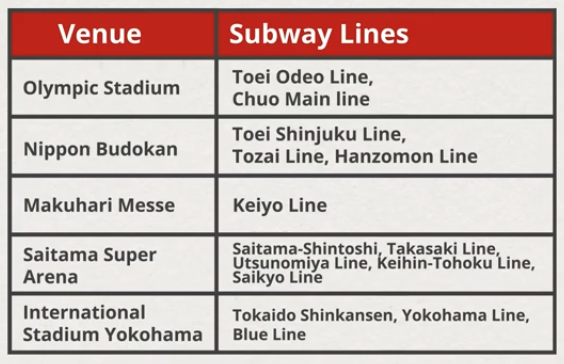 Venue
Subway Lines
Olympic Stadium
Toei Odeo Line,
Chuo Main line
Nippon Budokan
Toei Shinjuku Line,
Tozai Line, Hanzomon Line
Makuhari Messe
Keiyo Line
Saitama Super
Arena
Saitama-Shintoshi, Takasaki Line,
Utsunomiya Line, Keihin-Tohoku Line,
Saikyo Line
International
Stadium Yokohama
Tokaido Shinkansen, Yokohama Line,
Blue Line